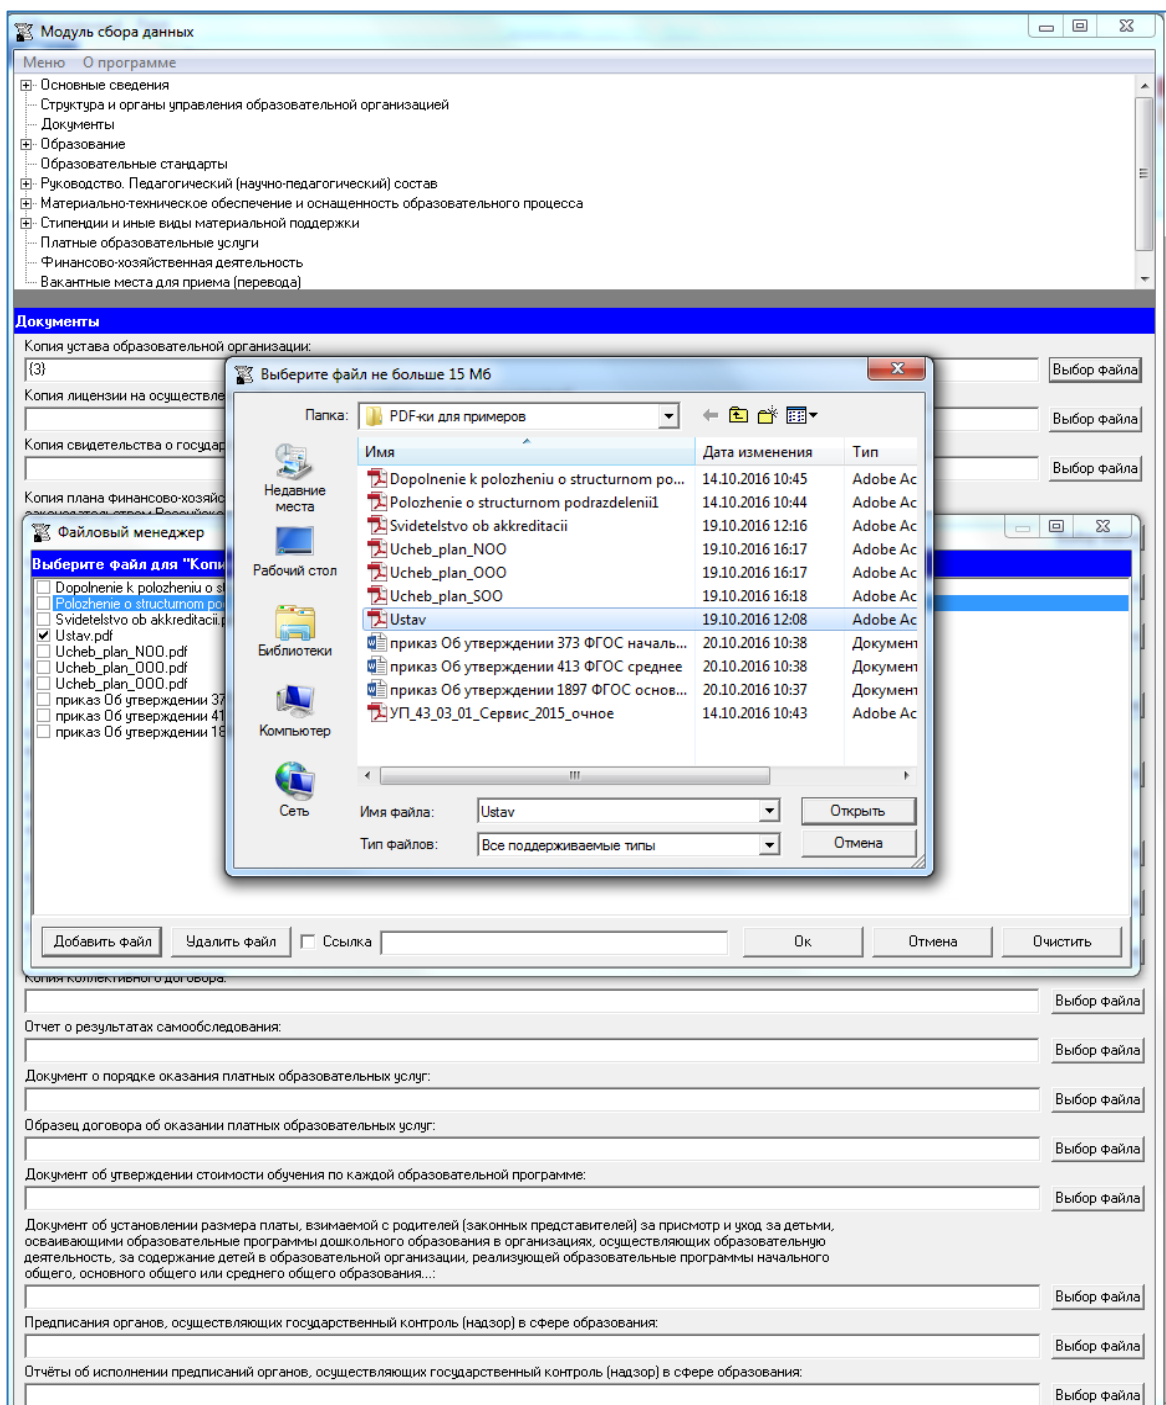 Модуль сбора данных
Меню О программе
Основные сведения
Структура и органы управления образовательной организацией
Документы
Образование
Образовательные стандарты
Руководство. Педагогический (научно-педагогический) состав
Материально-техническое обеспечение и оснащенность образовательного процесса
Стипендии и иные виды материальной поддержки
Платные образовательные услуги
Финансово-хозяйственная деятельность
Вакантные места для приема (перевода)
Документы
Копия устава образовательной организации:
{3} Выбор файла
Копия лицензии на осуществле
Выбор файла
Копия свидетельства о государ
Выбор файла
Копия плана финансово-хозяйс
Выберите файл не больше 15 Мб
Папка: PDF-ки для примеров
Недавние места
Рабочий стол
Библиотеки
Компьютер
Сеть
Имя Дата изменения Тип
Dopolnenie k polozheniu o structurnom po... 14.10.2016 10:45 Adobe Ac
Polozhenie o structurnom podrazdelenii1 14.10.2016 10:44 Adobe Ac
Svidetelstvo ob akkreditacii 19.10.2016 12:16 Adobe Ac
Ucheb_plan_NOO 19.10.2016 16:17 Adobe Ac
Ucheb_plan_OOO 19.10.2016 16:17 Adobe Ac
Ucheb_plan_SOO 19.10.2016 16:18 Adobe Ac
Ustav 19.10.2016 12:08 Adobe Ac
приказ Об утверждении 373 ФГОС началь... 20.10.2016 10:38 Документ
приказ Об утверждении 413 ФГОС среднее 20.10.2016 10:38 Документ
приказ Об утверждении 1897 ФГОС основ... 20.10.2016 10:37 Документ
УП_43_03_01_Сервис_2015_очное 14.10.2016 10:43 Adobe Ac
Имя файла: Ustav Открыть
Тип файлов: Все поддерживаемые типы Отмена
Файловый менеджер
Выберите файл для "Копи
Dopolnenie k polozheniu o s
Polozhenie o structurnom po
Svidetelstvo ob akkreditacii.p
Ustav.pdf
Ucheb_plan_NOO.pdf
Ucheb_plan_OOO.pdf
Ucheb_plan_OOO.pdf
приказ Об утверждении 37
приказ Об утверждении 41
приказ Об утверждении 18
Добавить файл Удалить файл Ссылка Ок Отмена Очистить
Копия коллективного договора:
Выбор файла
Отчет о результатах самообследования:
Выбор файла
Документ о порядке оказания платных образовательных услуг:
Выбор файла
Образец договора об оказании платных образовательных услуг:
Выбор файла
Документ об утверждении стоимости обучения по каждой образовательной программе:
Выбор файла
Документ об установлении размера платы, взимаемой с родителей (законных представителей) за присмотр и уход за детьми,
осваивающими образовательные программы дошкольного образования в организациях, осуществляющих образовательную
деятельность, за содержание детей в образовательной организации, реализующей образовательные программы начального
общего, основного общего или среднего общего образования...:
Выбор файла
Предписания органов, осуществляющих государственный контроль (надзор) в сфере образования:
Выбор файла
Отчёты об исполнении предписаний органов, осуществляющих государственный контроль (надзор) в сфере образования:
Выбор файла